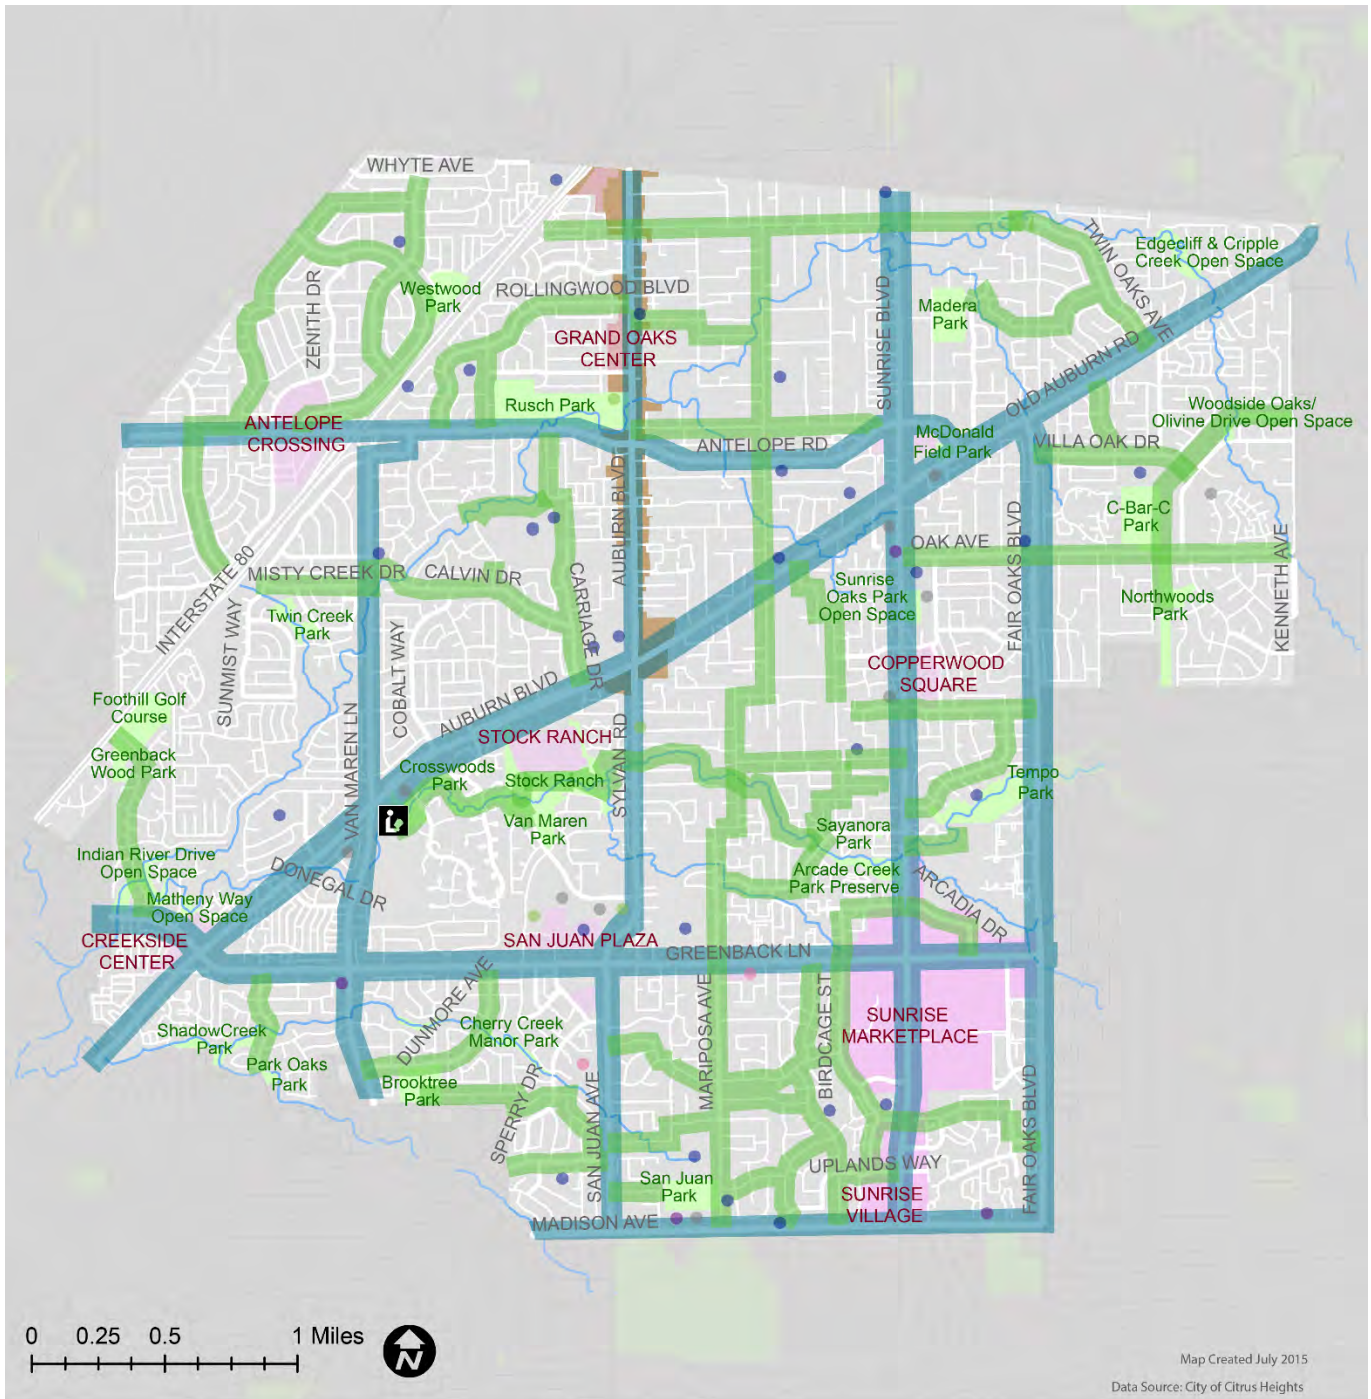 WHYTE AVE
TWIN OAKS AVE
Edgecliff & Cripple
Creek Open Space
ZENITH DR
Westwood
Park
ROLLINGWOOD BLVD
SUNRISE BLVD
Madera
Park
GRAND OAKS
CENTER
OLD AUBURN RD
Rusch Park
Woodside Oaks/
Olivine Drive Open Space
ANTELOPE
CROSSING
ANTELOPE RD
McDonald
Field Park
VILLA OAK DR
AUBURN BLVD
C-Bar-C
Park
FAIR OAKS BLVD
OAK AVE
KENNETH AVE
INTERSTATE 80
MISTY CREEK DR
CALVIN DR
CARRIAGE DR
Sunrise
Oaks Park
Open Space
Northwoods
Park
Twin Creek
Park
SUNMIST WAY
COBALT WAY
COPPERWOOD
SQUARE
Foothill Golf
Course
AUBURN BLVD
VAN MAREN LN
STOCK RANCH
SYLVAN RD
Greenback
Wood Park
Crosswoods
Park
Stock Ranch
Tempo
Park
Van Maren
Park
Sayanora
Park
Indian River Drive
Open Space
DONEGAL DR
Arcade Creek
Park Preserve
ARCADIA DR
Matheny Way
Open Space
CREEKSIDE
CENTER
SAN JUAN PLAZA
GREENBACK LN
DUNMORE AVE
MARIPOSA AVE
BIRDCAGE ST
SUNRISE
MARKETPLACE
ShadowCreek
Park
Cherry Creek
Manor Park
Park Oaks
Park
Brooktree
Park
SPERRY DR
SAN JUAN AVE
FAIR OAKS BLVD
UPLANDS WAY
San Juan
Park
SUNRISE
VILLAGE
MADISON AVE
0 0.25 0.5 1 Miles
N
Map Created July 2015
Data Source: City of Citrus Heights